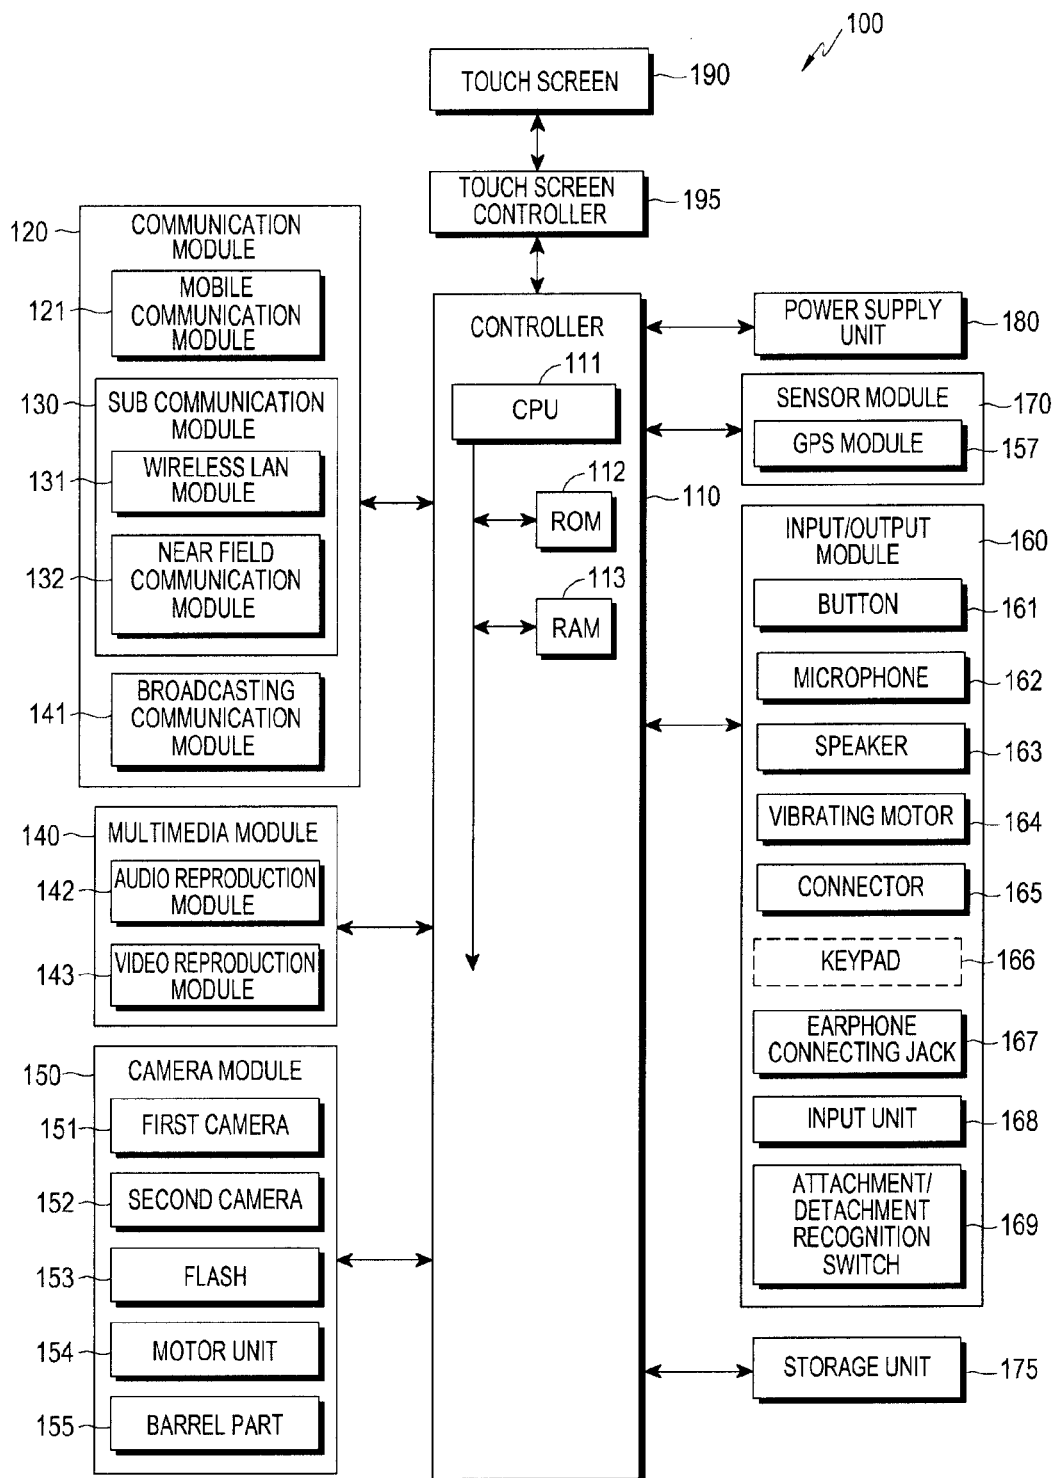 100
TOUCH SCREEN
190
TOUCH SCREEN
CONTROLLER
195
120
COMMUNICATION
MODULE
121
MOBILE
COMMUNICATION
MODULE
130
SUB COMMUNICATION
MODULE
131
WIRELESS LAN
MODULE
132
NEAR FIELD
COMMUNICATION
MODULE
141
BROADCASTING
COMMUNICATION
MODULE
140
MULTIMEDIA MODULE
142
AUDIO REPRODUCTION
MODULE
143
VIDEO REPRODUCTION
MODULE
150
CAMERA MODULE
151
FIRST CAMERA
152
SECOND CAMERA
153
FLASH
154
MOTOR UNIT
155
BARREL PART
CONTROLLER
111
CPU
112
ROM
113
RAM
110
POWER SUPPLY
UNIT
180
SENSOR MODULE
170
GPS MODULE
157
INPUT/OUTPUT
MODULE
160
BUTTON
161
MICROPHONE
162
SPEAKER
163
VIBRATING MOTOR
164
CONNECTOR
165
KEYPAD
166
EARPHONE
CONNECTING JACK
167
INPUT UNIT
168
ATTACHMENT/
DETACHMENT
RECOGNITION
SWITCH
169
STORAGE UNIT
175